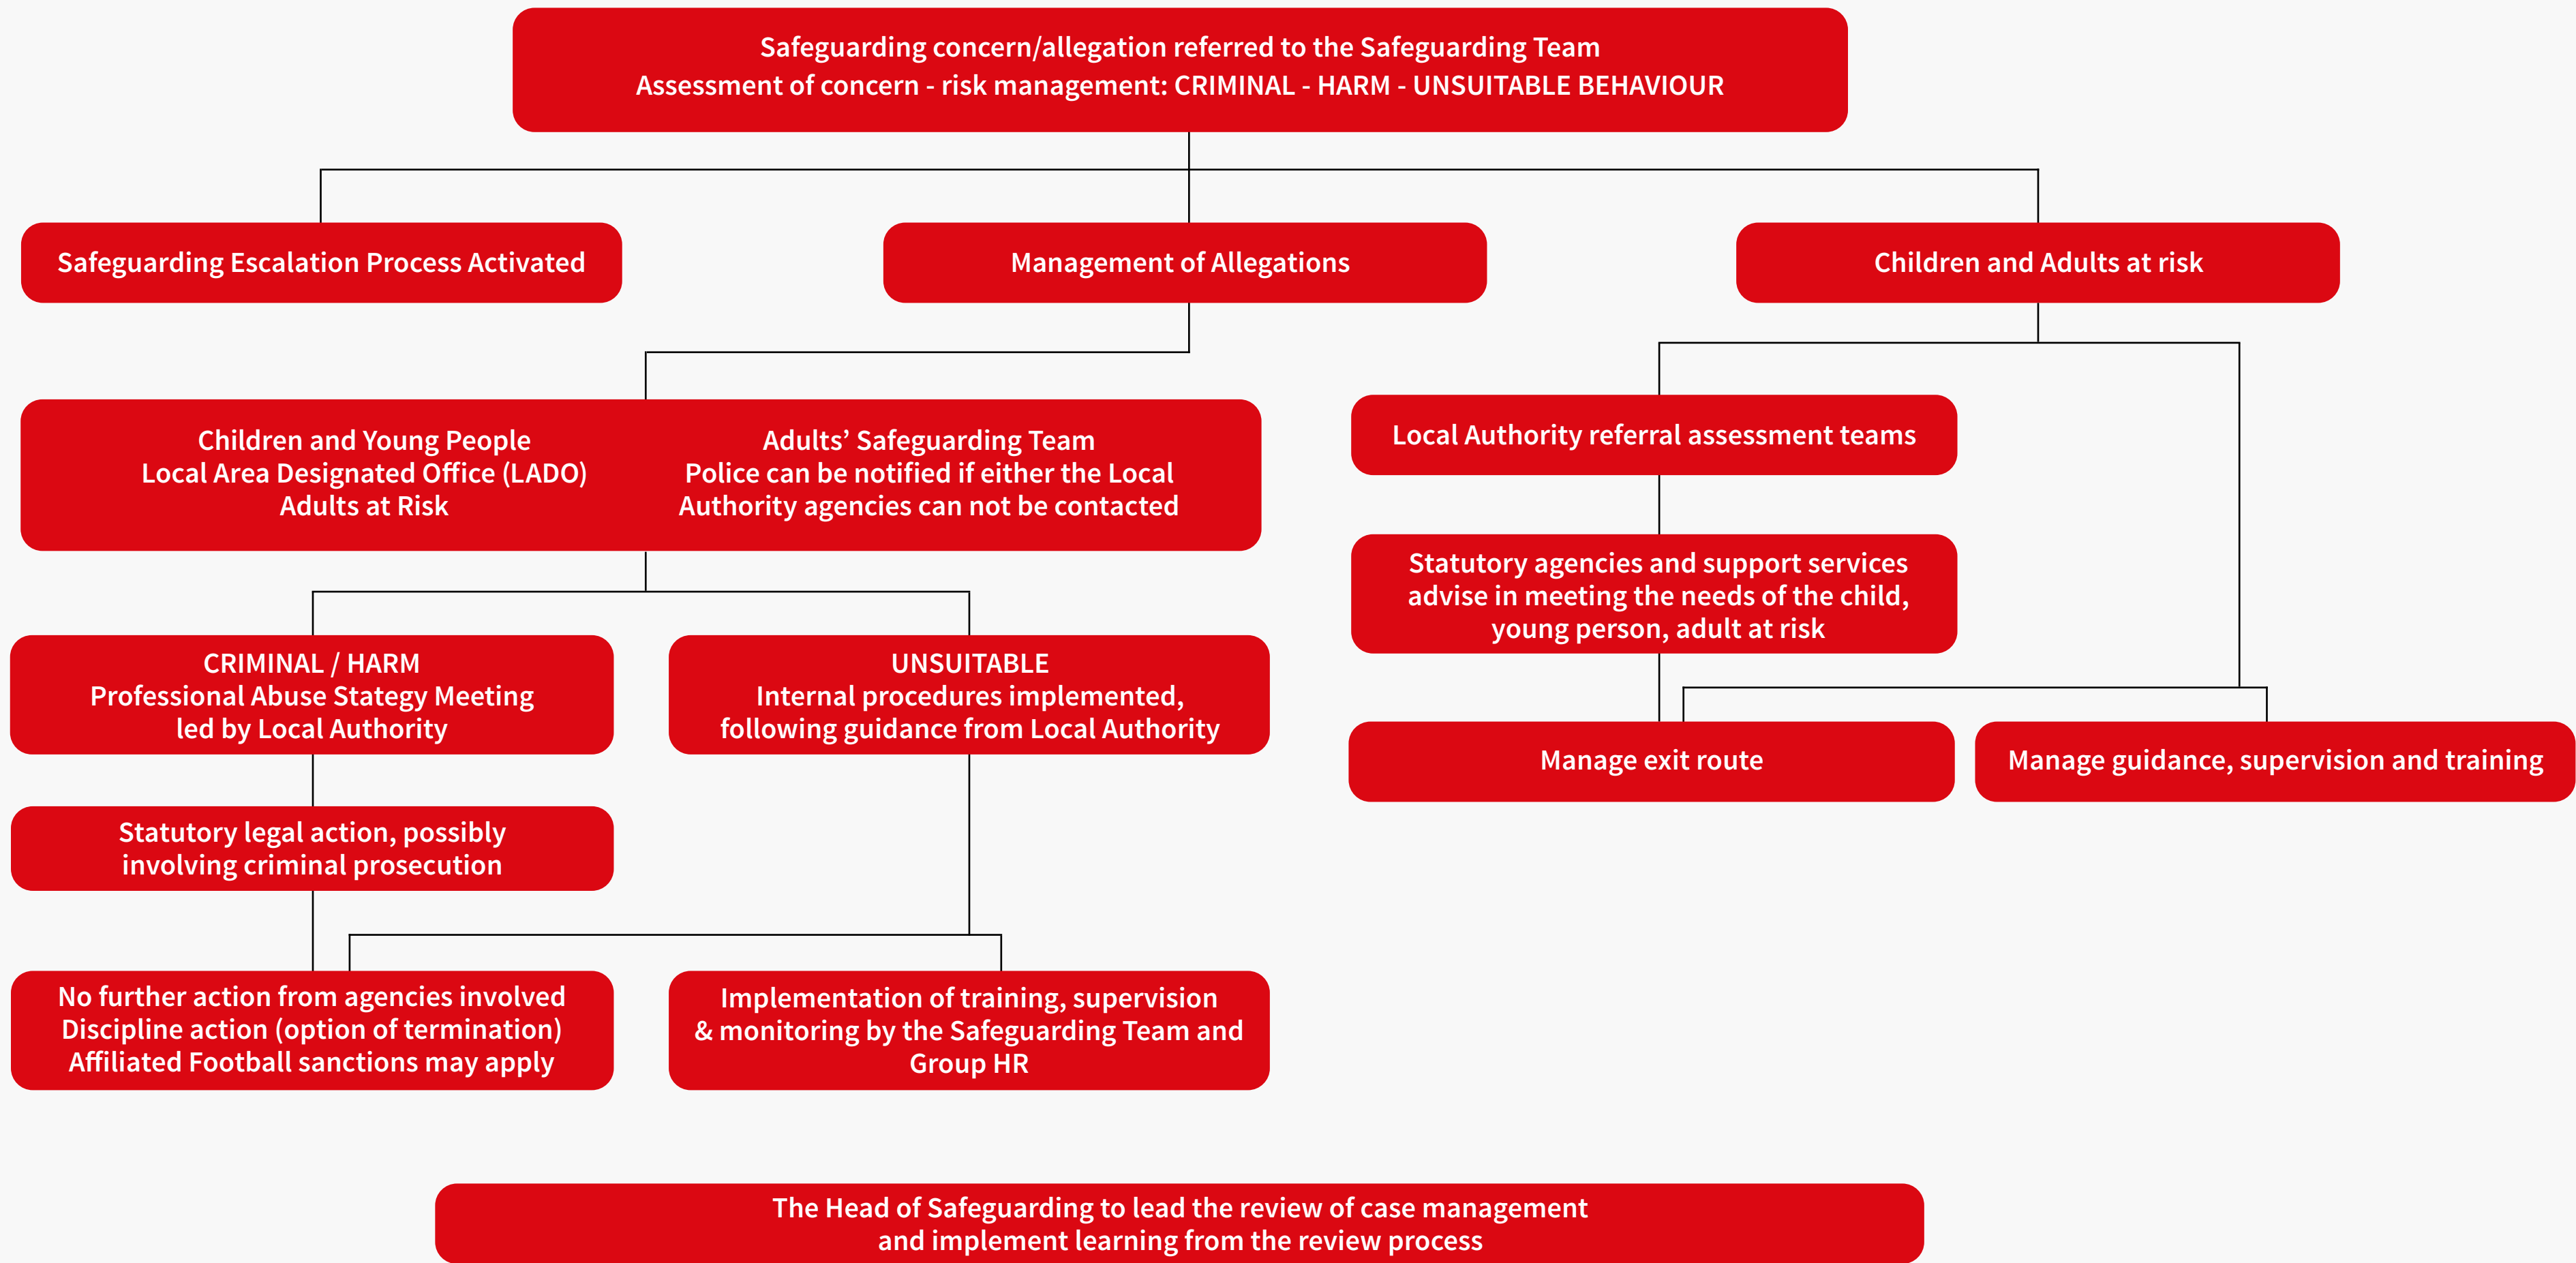 Safeguarding concern/allegation referred to the Safeguarding Team
Assessment of concern - risk management: CRIMINAL - HARM - UNSUITABLE BEHAVIOUR
Safeguarding Escalation Process Activated
Management of Allegations
Children and Adults at risk
Children and Young People
Local Area Designated Office (LADO)
Adults at Risk
Adults’ Safeguarding Team
Police can be notified if either the Local
Authority agencies can not be contacted
Local Authority referral assessment teams
Statutory agencies and support services
advise in meeting the needs of the child,
young person, adult at risk
CRIMINAL / HARM
Professional Abuse Stategy Meeting
led by Local Authority
UNSUITABLE
Internal procedures implemented,
following guidance from Local Authority
Manage exit route
Manage guidance, supervision and training
Statutory legal action, possibly
involving criminal prosecution
No further action from agencies involved
Discipline action (option of termination)
Affiliated Football sanctions may apply
Implementation of training, supervision
& monitoring by the Safeguarding Team and
Group HR
The Head of Safeguarding to lead the review of case management
and implement learning from the review process